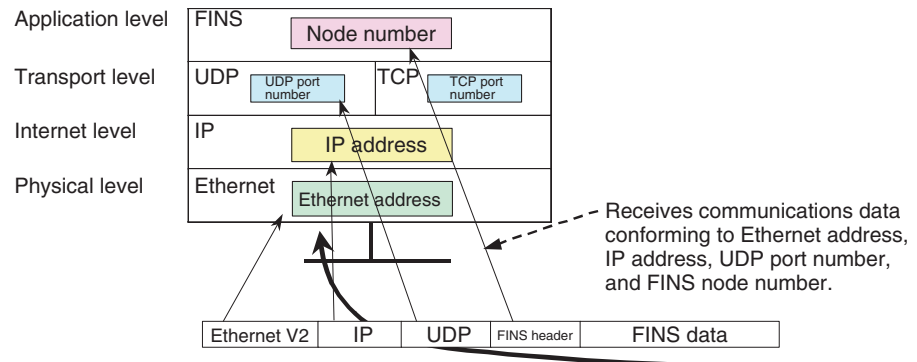 Application level
FINS
Node number
Transport level
UDP
UDP port
number
TCP
TCP port
number
Internet level
IP
IP address
Physical level
Ethernet
Ethernet address
Receives communications data
conforming to Ethernet address,
IP address, UDP port number,
and FINS node number.
Ethernet V2
IP
UDP
FINS header
FINS data